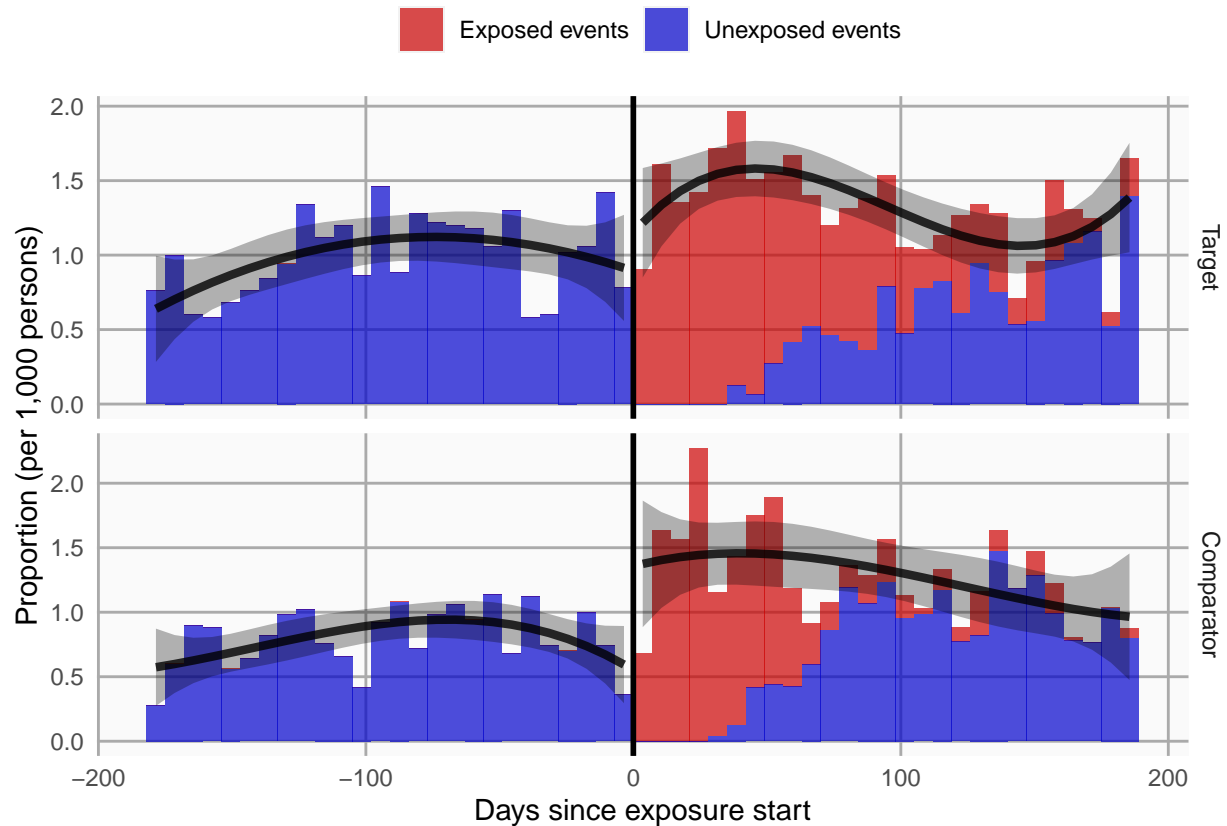 Exposed events Unexposed events
Proportion (per 1,000 persons)
2.0
1.5
1.0
0.5
0.0
Target
2.0
1.5
1.0
0.5
0.0
Comparator
−200 −100 0 100 200
Days since exposure start